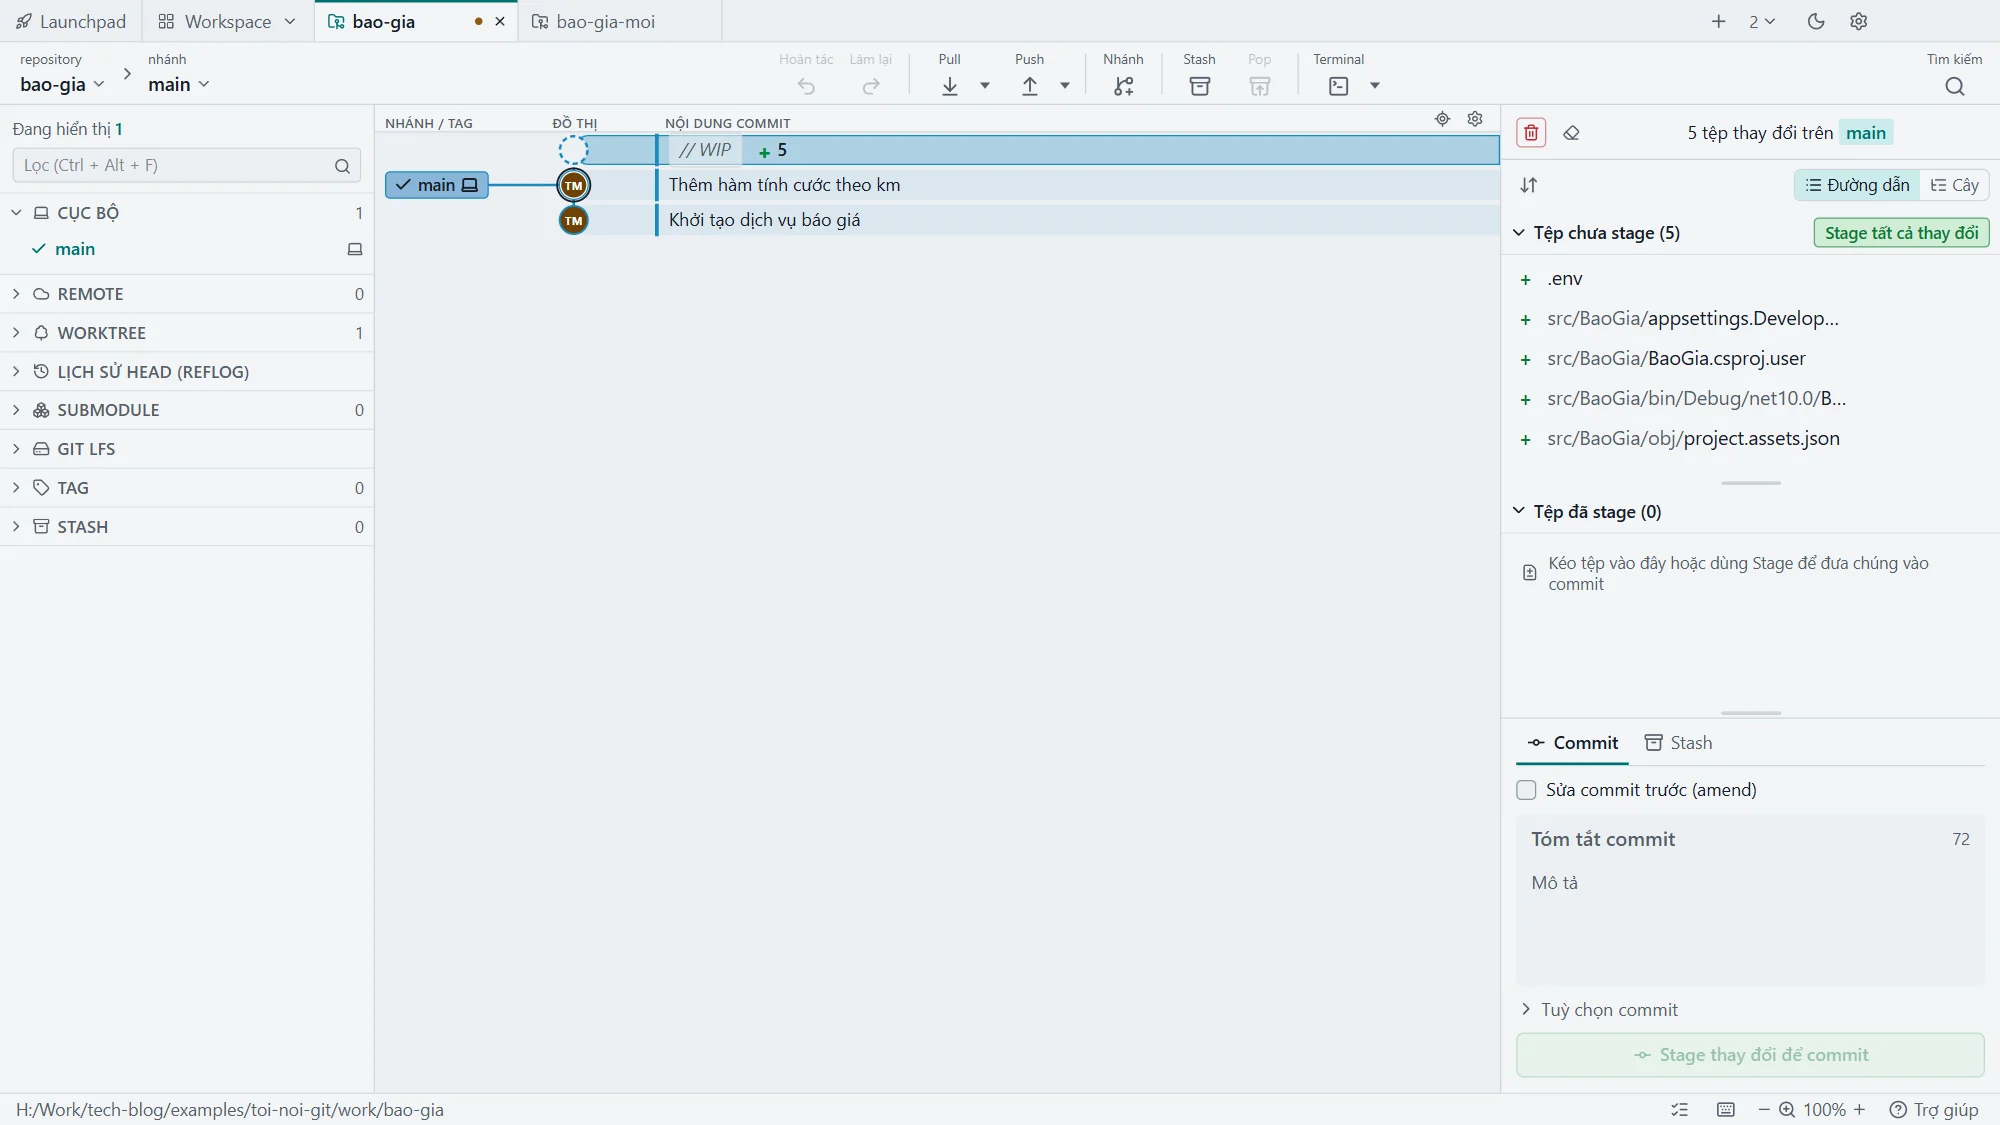 Launchpad
Workspace
bao-gia
bao-gia-moi
2
repository
bao-gia
nhánh
main
Hoàn tác
Làm lại
Pull
Push
Nhánh
Stash
Pop
Terminal
Tìm kiếm
Đang hiển thị 1
Lọc (Ctrl + Alt + F)
CỤC BỘ 1
main
REMOTE 0
WORKTREE 1
LỊCH SỬ HEAD (REFLOG)
SUBMODULE 0
GIT LFS
TAG 0
STASH 0
NHÁNH / TAG
ĐỒ THỊ
NỘI DUNG COMMIT
// WIP + 5
main
TM
Thêm hàm tính cước theo km
TM
Khởi tạo dịch vụ báo giá
5 tệp thay đổi trên main
Đường dẫn
Cây
Tệp chưa stage (5)
Stage tất cả thay đổi
+ .env
+ src/BaoGia/appsettings.Develop...
+ src/BaoGia/BaoGia.csproj.user
+ src/BaoGia/bin/Debug/net10.0/B...
+ src/BaoGia/obj/project.assets.json
Tệp đã stage (0)
Kéo tệp vào đây hoặc dùng Stage để đưa chúng vào
commit
Commit
Stash
Sửa commit trước (amend)
Tóm tắt commit 72
Mô tả
Tuỳ chọn commit
Stage thay đổi để commit
H:/Work/tech-blog/examples/toi-noi-git/work/bao-gia
100%
Trợ giúp